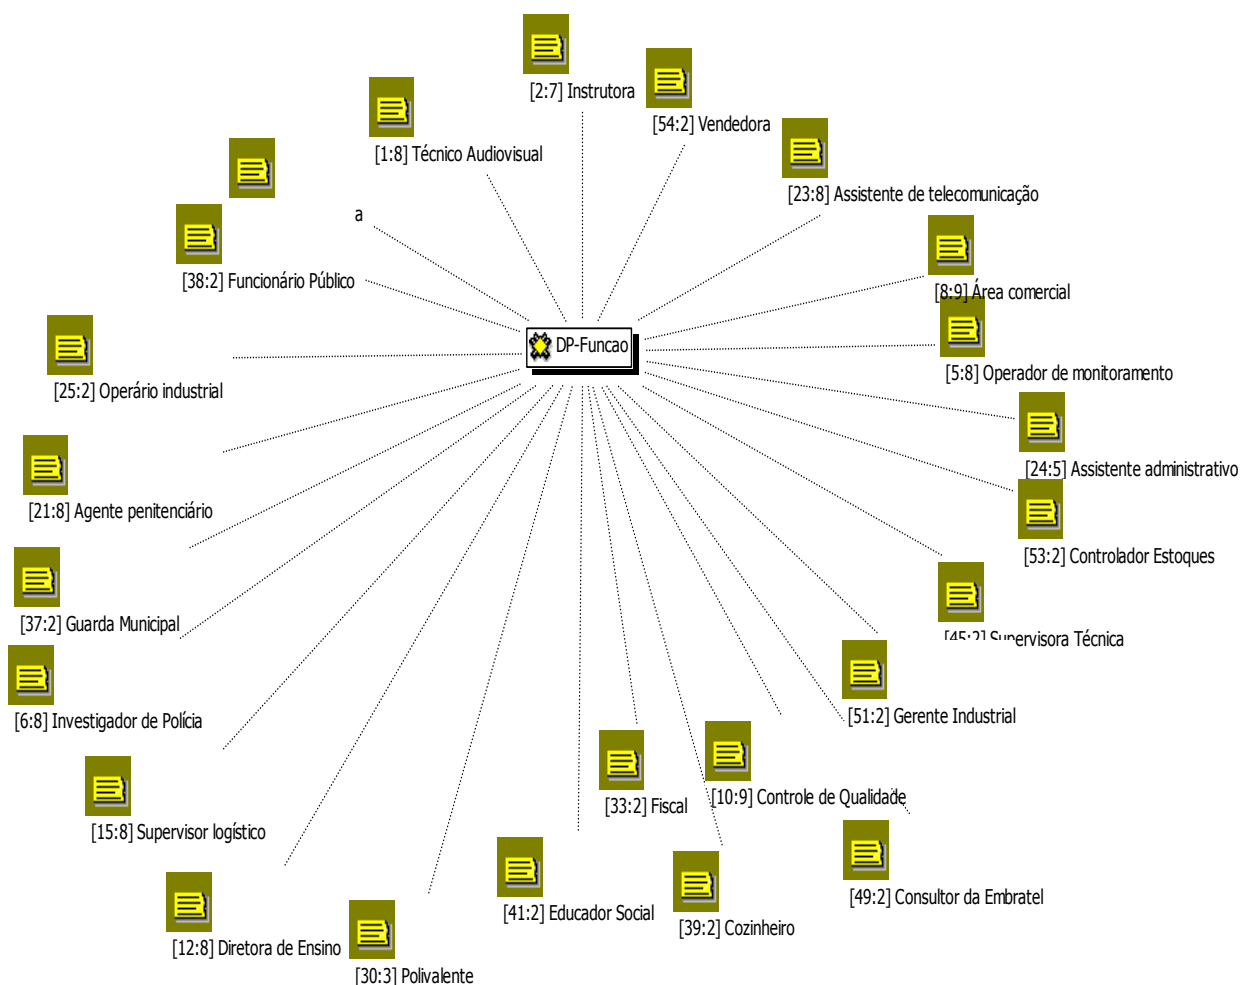 [2:7] Instrutora
[54:2] Vendedora
[1:8] Técnico Audiovisual
[23:8] Assistente de telecomunicação
a
[38:2] Funcionário Público
[8:9] Área comercial
DP-Funcao
[5:8] Operador de monitoramento
[25:2] Operário industrial
[24:5] Assistente administrativo
[21:8] Agente penitenciário
[53:2] Controlador Estoques
[37:2] Guarda Municipal
[45:2] Supervisora Técnica
[6:8] Investigador de Polícia
[51:2] Gerente Industrial
[33:2] Fiscal
[10:9] Controle de Qualidade
[15:8] Supervisor logístico
[49:2] Consultor da Embratel
[41:2] Educador Social
[39:2] Cozinheiro
[12:8] Diretora de Ensino
[30:3] Polivalente